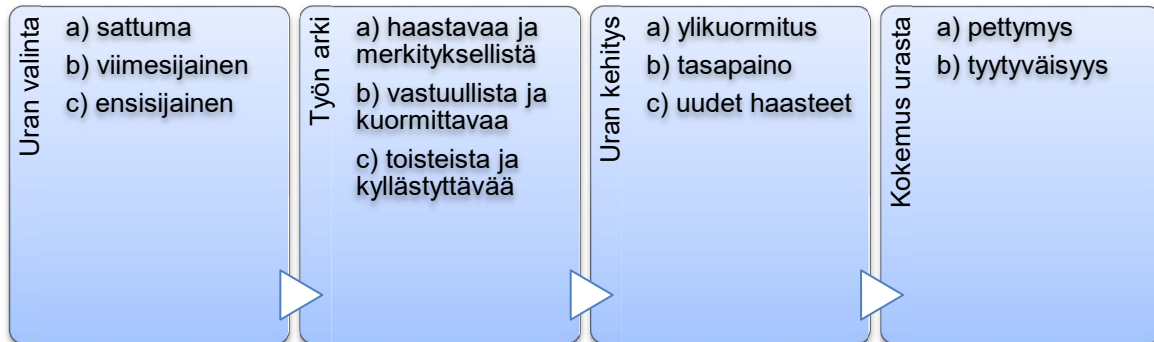 Uran valinta
a) sattuma
b) viimesijainen
c) ensisijainen
Työn arki
a) haastavaa ja
merkityksellistä
b) vastuullista ja
kuormittavaa
c) toisteista ja
kyllästyttävää
Uran kehitys
a) ylikuormitus
b) tasapaino
c) uudet haasteet
Kokemus urasta
a) pettymys
b) tyytyväisyys